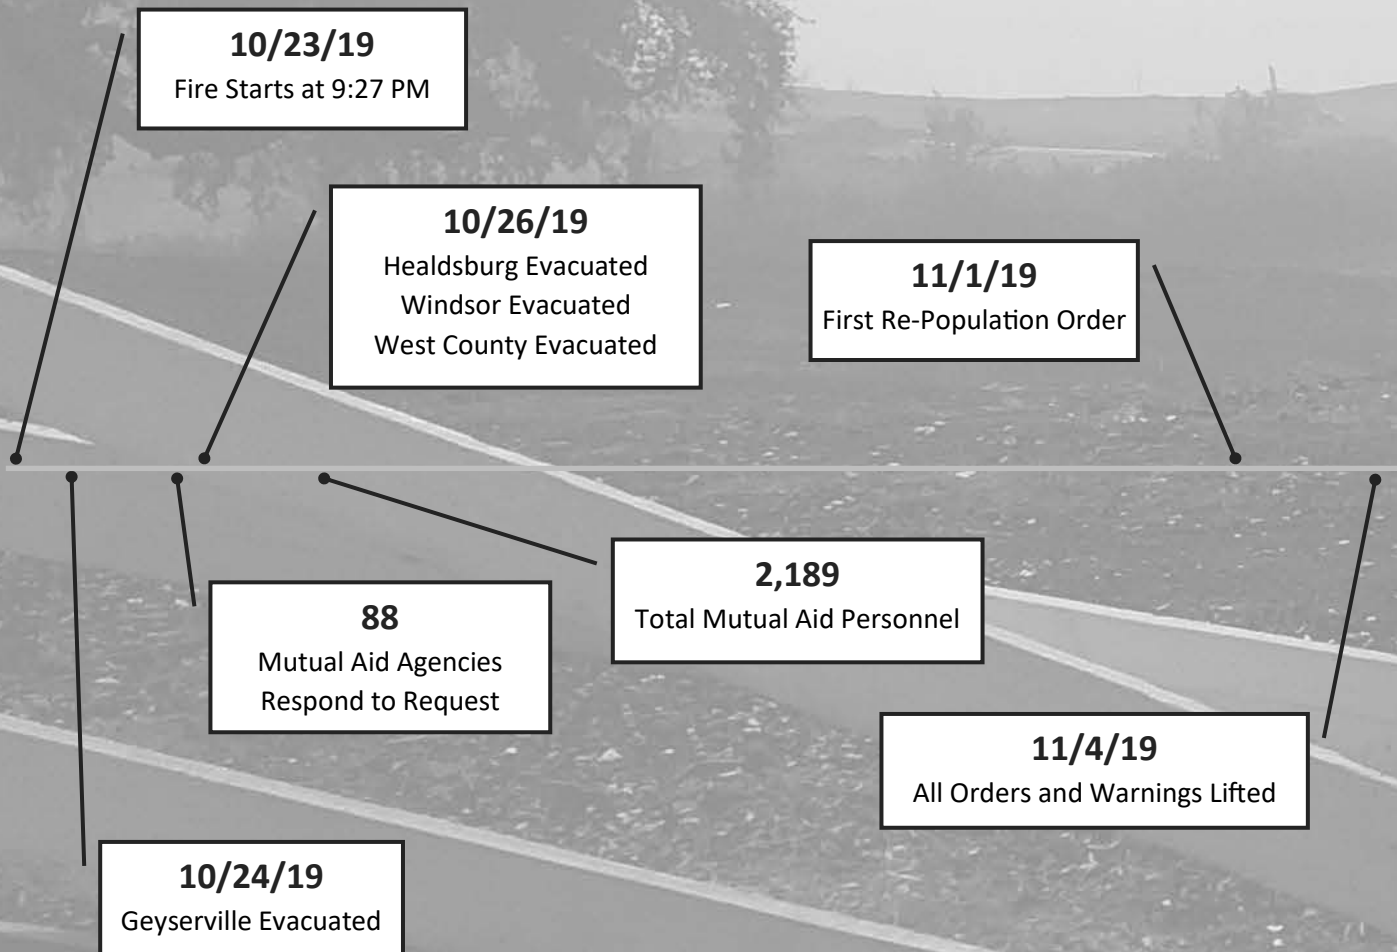 10/23/19
Fire Starts at 9:27 PM
10/26/19
Healdsburg Evacuated
Windsor Evacuated
West County Evacuated
11/1/19
First Re-Population Order
2,189
Total Mutual Aid Personnel
88
Mutual Aid Agencies
Respond to Request
11/4/19
All Orders and Warnings Lifted
10/24/19
Geyserville Evacuated